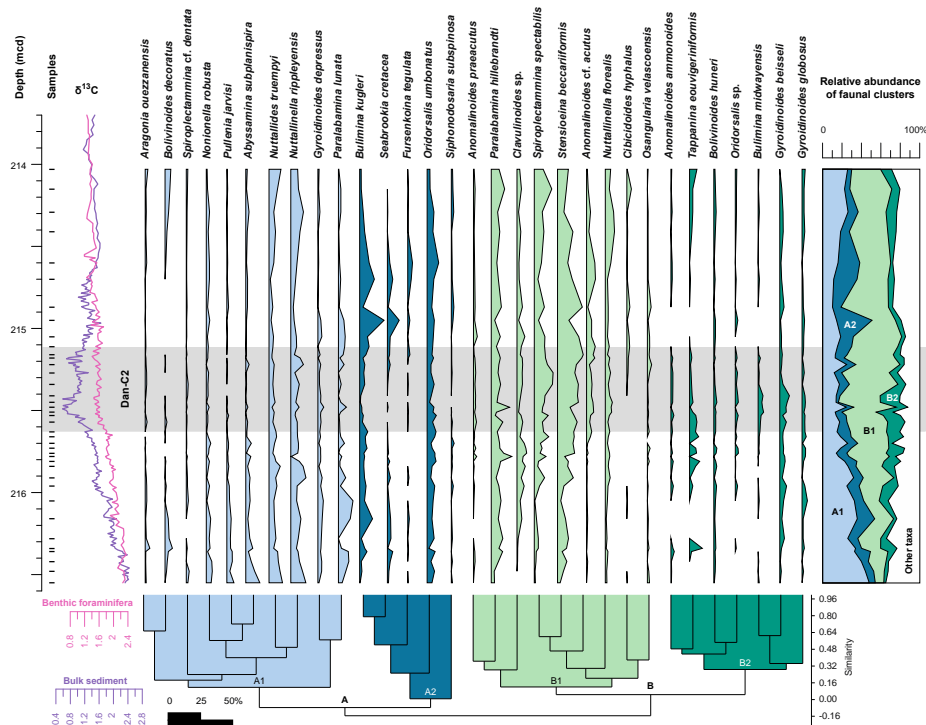 Depth (mcd)
Samples
δ13C
Aragonia ouezzanensis
Bolivinoides decoratus
Spiroplectammina cf. dentata
Nonionella robusta
Pullenia jarvisi
Abyssamina subplanispira
Nuttallides truempyi
Nuttallinella rippleyensis
Gyroidinoides depressus
Paralabamina lunata
Bulimina kugleri
Seabrookia cretacea
Fursenkoina tegulata
Oridorsalis umbonatus
Siphonodosaria subspinosa
Anomalinoides praeacutus
Paralabamina hillebrandti
Clavulinoides sp.
Spiroplectammina spectabilis
Stensioeina beccariiformis
Anomalinoides cf. acutus
Nuttallinella florealis
Cibicidoides hyphalus
Osangularia velascoensis
Anomalinoides ammonoides
Tappanina eouvigeriniformis
Bolivinoides huneri
Oridorsalis sp.
Bulimina midwayensis
Gyroidinoides beisseli
Gyroidinoides globosus
Relative abundance
of faunal clusters
0 100%
214
215
216
Dan-C2
A2
B2
B1
A1
Other taxa
Benthic foraminifera
0.8 1.2 1.6 2 2.4
Bulk sediment
0.4 0.8 1.2 1.6 2 2.4 2.8
0 25 50%
A1
A2
A
B1
B2
B
0.96
0.80
0.64
0.48
0.32
0.16
0.00
-0.16
Similarity